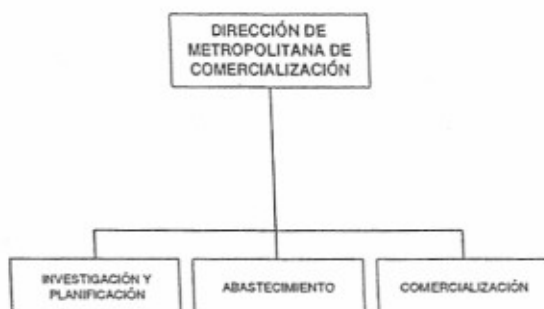 DIRECCIÓN DE
METROPOLITANA DE
COMERCIALIZACIÓN
INVESTIGACIÓN Y
PLANIFICACIÓN
ABASTECIMIENTO
COMERCIALIZACIÓN